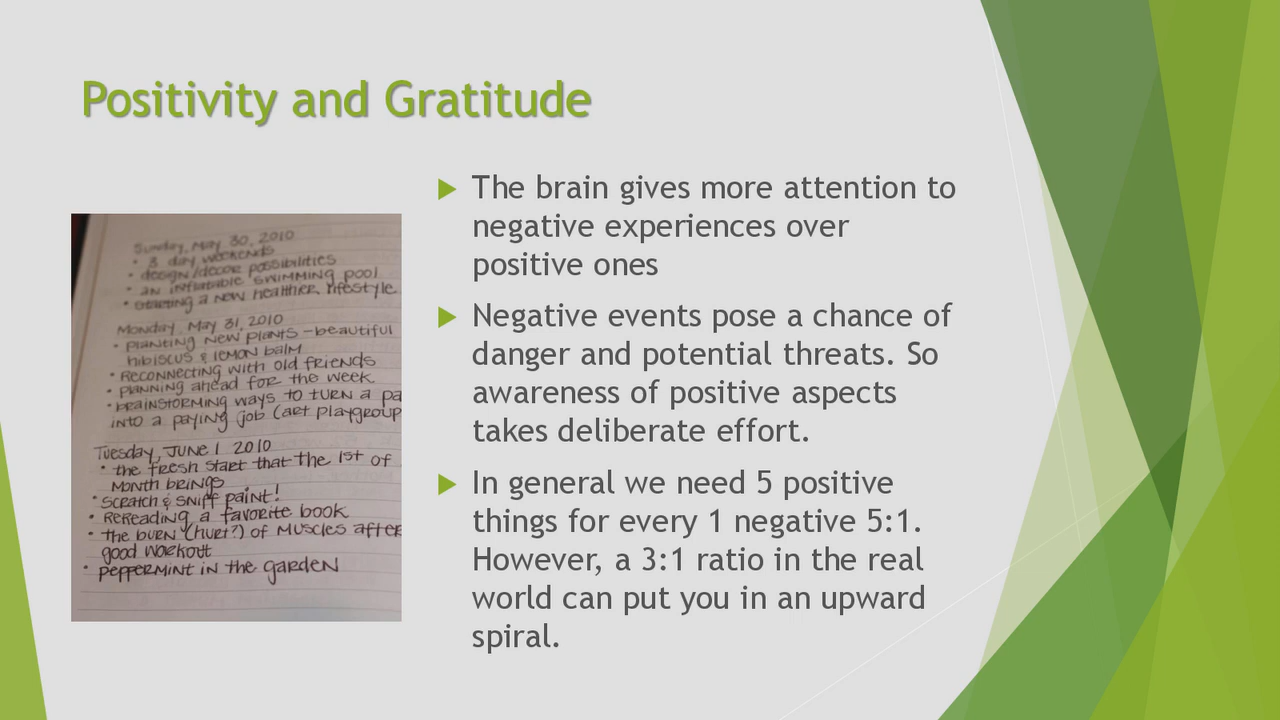 Positivity and Gratitude
Sunday, May 30, 2010
• 3 day weekends
• design/decor possibilities
• an inflatable swimming pool
• starting a new healthier lifestyle
Monday, May 31, 2010
• planting new plants – beautiful
hibiscus & lemon balm
• Reconnecting with old friends
• planning ahead for the week
• brainstorming ways to turn a pa
into a paying job (art playgroup
Tuesday, June 1 2010
• the fresh start that the 1st of
month brings
• Scratch & sniff paint!
• Rereading a favorite book
• the burn (hurt?) of muscles after
good workout
• peppermint in the garden
The brain gives more attention to
negative experiences over
positive ones
Negative events pose a chance of
danger and potential threats. So
awareness of positive aspects
takes deliberate effort.
In general we need 5 positive
things for every 1 negative 5:1.
However, a 3:1 ratio in the real
world can put you in an upward
spiral.